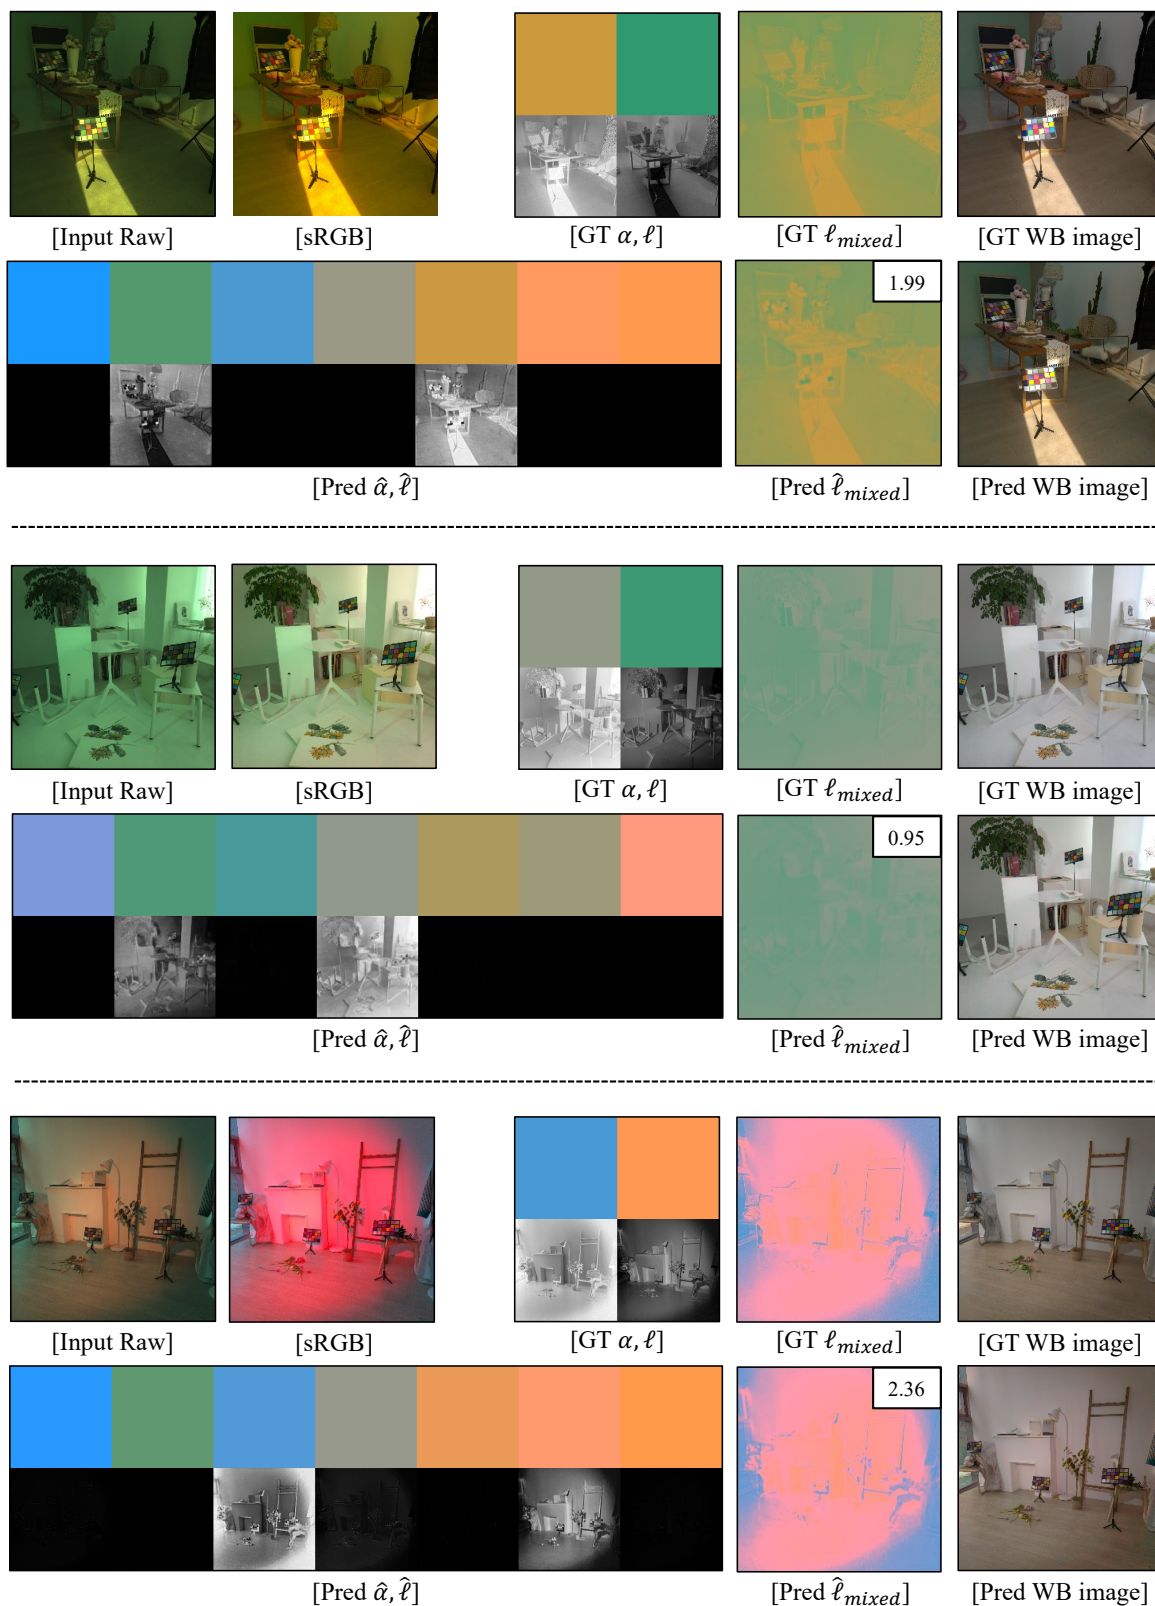 [Input Raw] [sRGB] [GT α, ℓ] [GT ℓ_mixed] [GT WB image]
1.99
[Pred α̂, ℓ̂] [Pred ℓ̂_mixed] [Pred WB image]
[Input Raw] [sRGB] [GT α, ℓ] [GT ℓ_mixed] [GT WB image]
0.95
[Pred α̂, ℓ̂] [Pred ℓ̂_mixed] [Pred WB image]
[Input Raw] [sRGB] [GT α, ℓ] [GT ℓ_mixed] [GT WB image]
2.36
[Pred α̂, ℓ̂] [Pred ℓ̂_mixed] [Pred WB image]